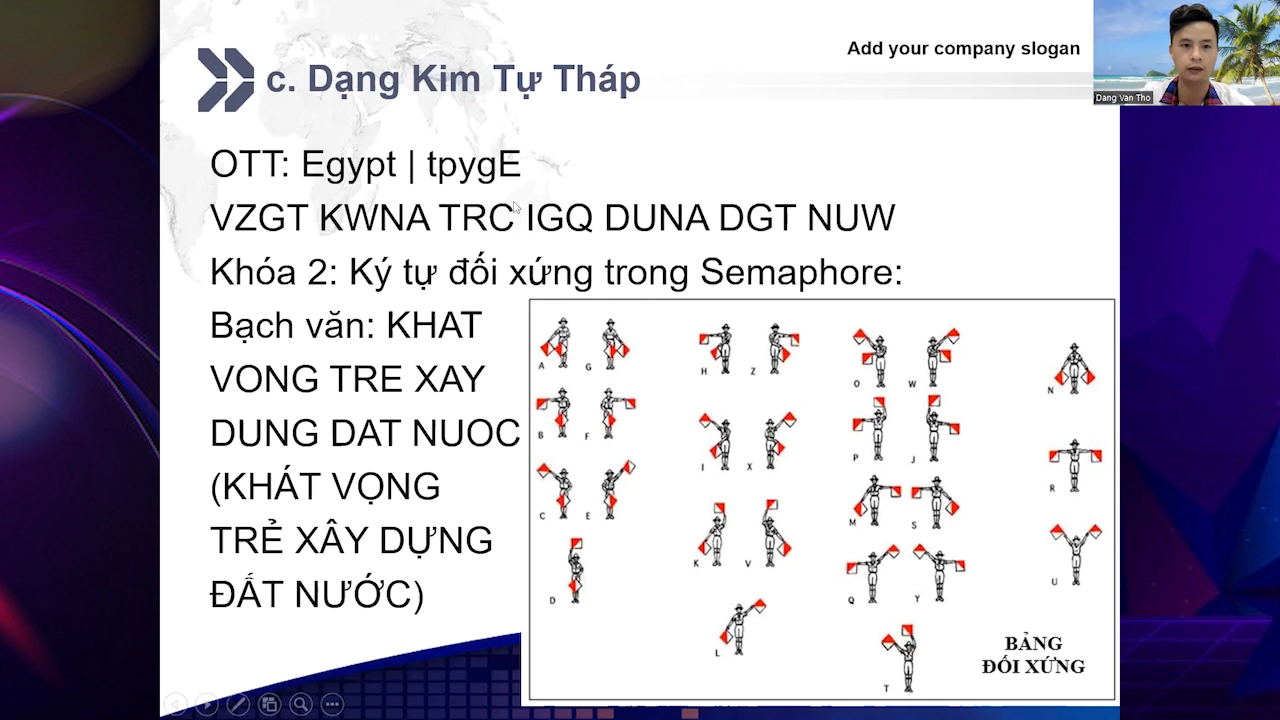 Add your company slogan
Dang Van Tho
c. Dạng Kim Tự Tháp
OTT: Egypt | tpygE
VZGT KWNA TRC IGQ DUNA DGT NUW
Khóa 2: Ký tự đối xứng trong Semaphore:
Bạch văn: KHAT
VONG TRE XAY
DUNG DAT NUOC
(KHÁT VỌNG
TRẺ XÂY DỰNG
ĐẤT NƯỚC)
A G H Z O W N
B F I X P J R
C E K V M S U
D L Q Y
T
BẢNG
ĐỐI XỨNG